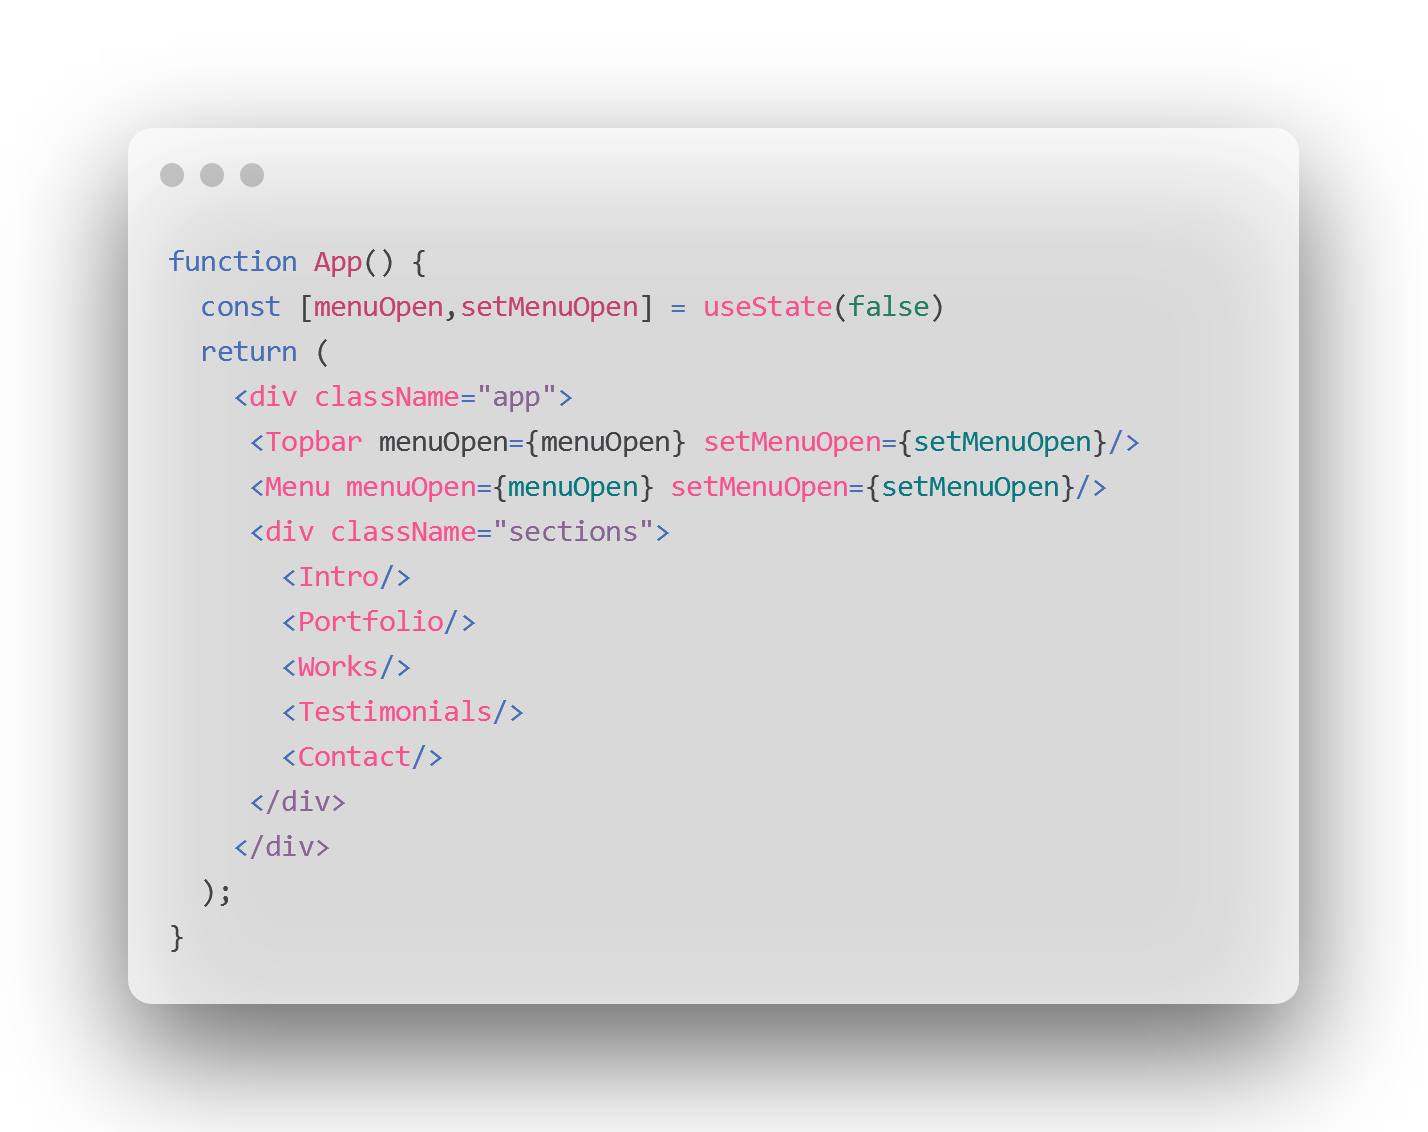 function App() {
  const [menuOpen,setMenuOpen] = useState(false)
  return (
    <div className="app">
     <Topbar menuOpen={menuOpen} setMenuOpen={setMenuOpen}/>
     <Menu menuOpen={menuOpen} setMenuOpen={setMenuOpen}/>
     <div className="sections">
       <Intro/>
       <Portfolio/>
       <Works/>
       <Testimonials/>
       <Contact/>
     </div>
    </div>
  );
}